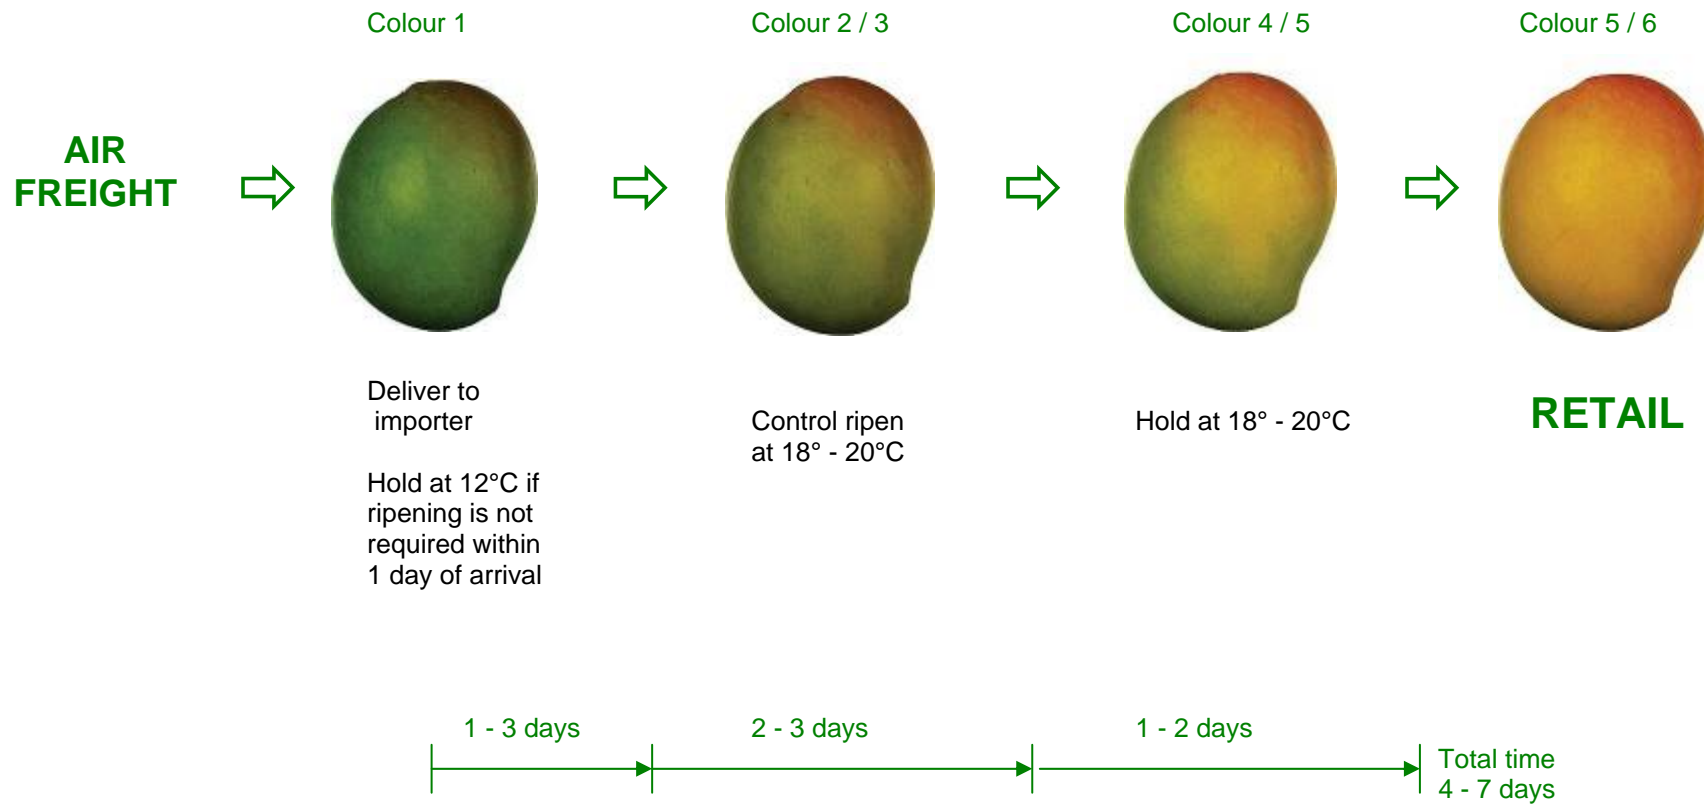 Colour 1
Colour 2 / 3
Colour 4 / 5
Colour 5 / 6
AIR
FREIGHT
Deliver to
importer
Hold at 12°C if
ripening is not
required within
1 day of arrival
Control ripen
at 18° - 20°C
Hold at 18° - 20°C
RETAIL
1 - 3 days
2 - 3 days
1 - 2 days
Total time
4 - 7 days